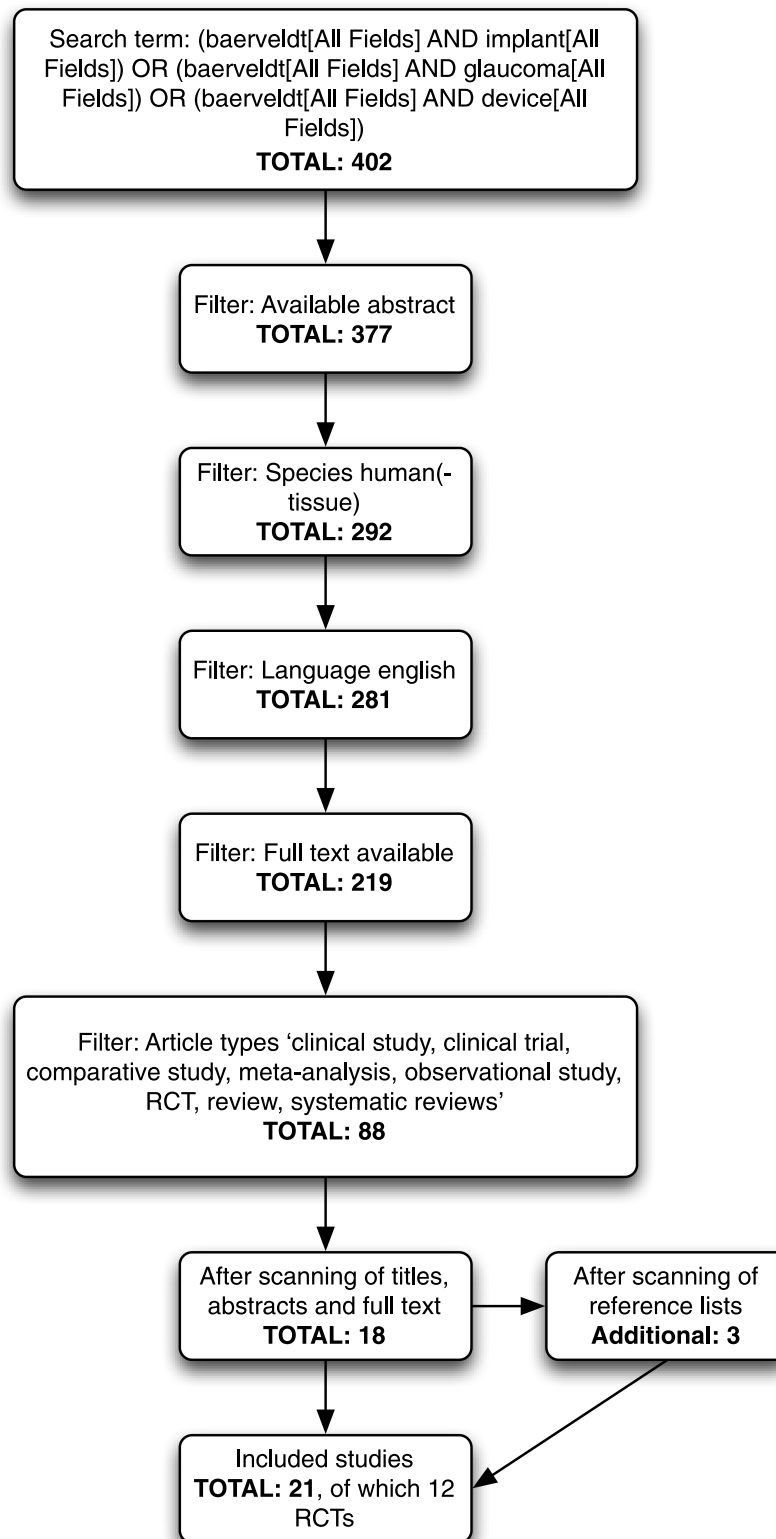 Search term: (baerveldt[All Fields] AND implant[All
Fields]) OR (baerveldt[All Fields] AND glaucoma[All
Fields]) OR (baerveldt[All Fields] AND device[All
Fields])
TOTAL: 402
Filter: Available abstract
TOTAL: 377
Filter: Species human(-
tissue)
TOTAL: 292
Filter: Language english
TOTAL: 281
Filter: Full text available
TOTAL: 219
Filter: Article types ‘clinical study, clinical trial,
comparative study, meta-analysis, observational study,
RCT, review, systematic reviews’
TOTAL: 88
After scanning of titles,
abstracts and full text
TOTAL: 18
After scanning of
reference lists
Additional: 3
Included studies
TOTAL: 21, of which 12
RCTs